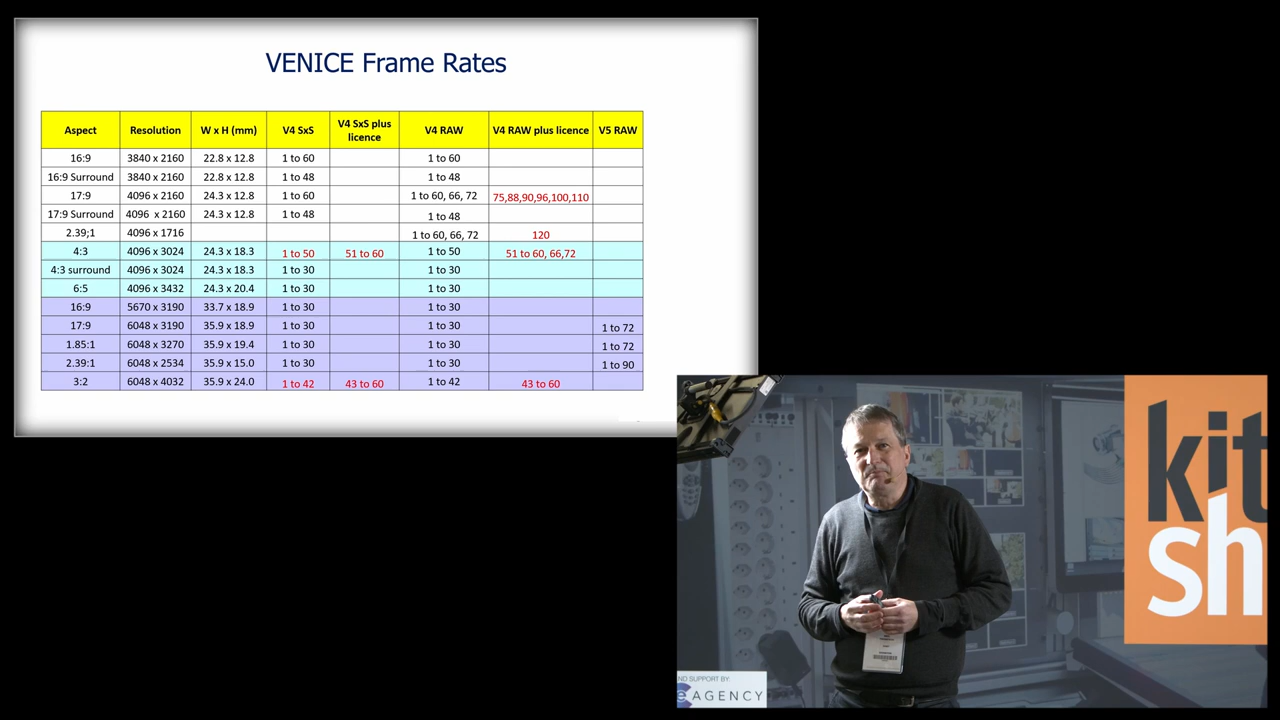 VENICE Frame Rates
Aspect Resolution W x H (mm) V4 SxS V4 SxS plus licence V4 RAW V4 RAW plus licence V5 RAW
16:9 3840 x 2160 22.8 x 12.8 1 to 60 1 to 60
16:9 Surround 3840 x 2160 22.8 x 12.8 1 to 48 1 to 48
17:9 4096 x 2160 24.3 x 12.8 1 to 60 1 to 60, 66, 72 75,88,90,96,100,110
17:9 Surround 4096 x 2160 24.3 x 12.8 1 to 48 1 to 48
2.39;1 4096 x 1716 1 to 60, 66, 72 120
4:3 4096 x 3024 24.3 x 18.3 1 to 50 51 to 60 1 to 50 51 to 60, 66,72
4:3 surround 4096 x 3024 24.3 x 18.3 1 to 30 1 to 30
6:5 4096 x 3432 24.3 x 20.4 1 to 30 1 to 30
16:9 5670 x 3190 33.7 x 18.9 1 to 30 1 to 30
17:9 6048 x 3190 35.9 x 18.9 1 to 30 1 to 30 1 to 72
1.85:1 6048 x 3270 35.9 x 19.4 1 to 30 1 to 30 1 to 72
2.39:1 6048 x 2534 35.9 x 15.0 1 to 30 1 to 30 1 to 90
3:2 6048 x 4032 35.9 x 24.0 1 to 42 43 to 60 1 to 42 43 to 60
kit
sh
ND SUPPORT BY:
e AGENCY